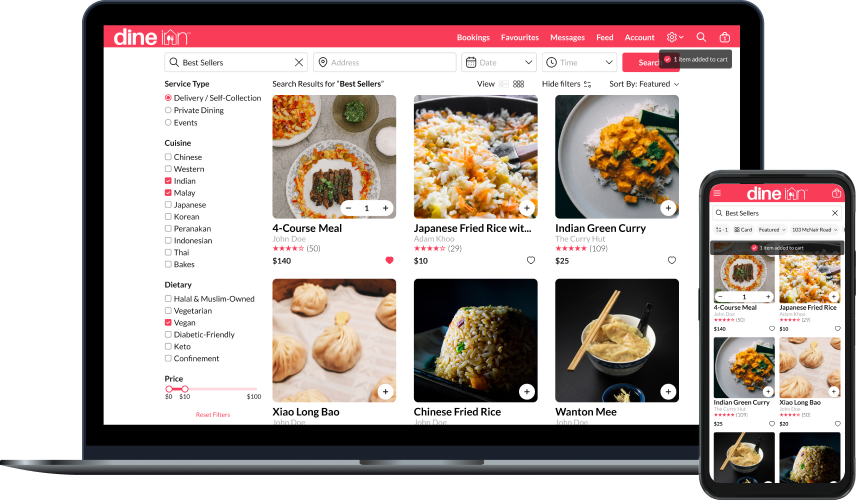 dine inn
Bookings Favourites Messages Feed Account
1
Best Sellers Address Date Time Search
1 item added to cart
Service Type
Delivery / Self-Collection
Private Dining
Events
Cuisine
Chinese
Western
Indian
Malay
Japanese
Korean
Peranakan
Indonesian
Thai
Bakes
Dietary
Halal & Muslim-Owned
Vegetarian
Vegan
Diabetic-Friendly
Keto
Confinement
Price
$0 $10 $100
Reset Filters
Search Results for "Best Sellers" View Hide filters Sort By: Featured
− 1 +
4-Course Meal
John Doe
(50)
$140
+
Japanese Fried Rice wit...
Adam Khoo
(29)
$10
+
Indian Green Curry
The Curry Hut
(109)
$25
+
Xiao Long Bao
John Doe
+
Chinese Fried Rice
John Doe
+
Wanton Mee
John Doe
dine inn
1
Best Sellers
· 1 Card Featured 103 McNair Road
1 item added to cart
− 1 +
4-Course Meal
John Doe
(50)
$140
+
Japanese Fried Rice
Adam Khoo
(29)
$10
+
Indian Green Curry
The Curry Hut
(109)
$25
+
Xiao Long Bao
John Doe
(50)
$20
+
+